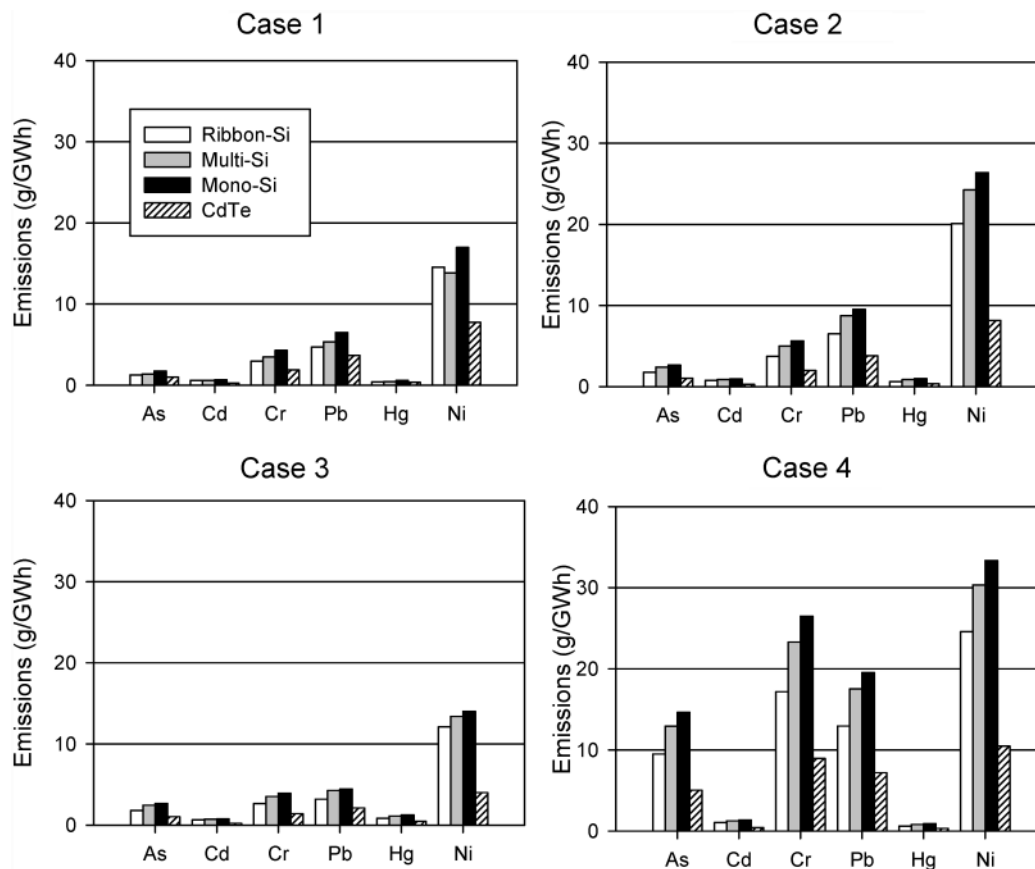 Case 1
Emissions (g/GWh)
40
30
20
10
0
Ribbon-Si
Multi-Si
Mono-Si
CdTe
As Cd Cr Pb Hg Ni
Case 2
Emissions (g/GWh)
40
30
20
10
0
As Cd Cr Pb Hg Ni
Case 3
Emissions (g/GWh)
40
30
20
10
0
As Cd Cr Pb Hg Ni
Case 4
Emissions (g/GWh)
40
30
20
10
0
As Cd Cr Pb Hg Ni